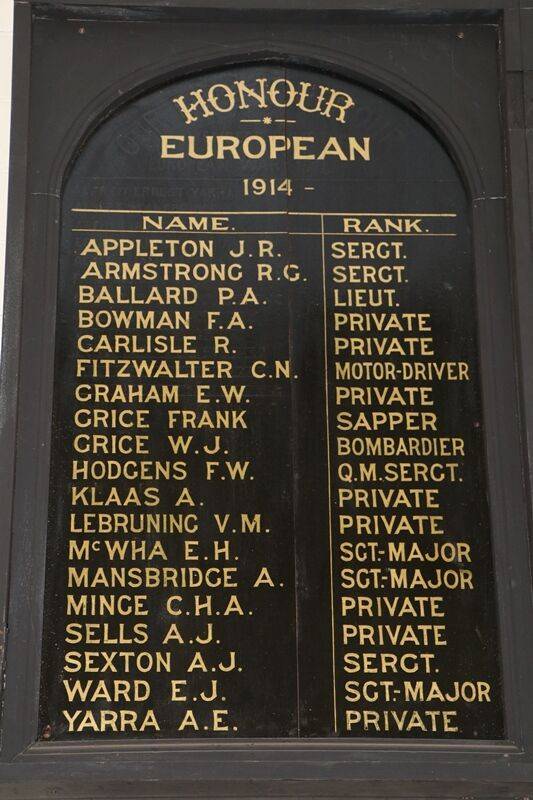 HONOUR
EUROPEAN
1914 -
NAME. RANK.
APPLETON J.R. SERGT.
ARMSTRONG R.G. SERGT.
BALLARD P.A. LIEUT.
BOWMAN F.A. PRIVATE
CARLISLE R. PRIVATE
FITZWALTER C.N. MOTOR-DRIVER
GRAHAM E.W. PRIVATE
GRICE FRANK SAPPER
GRICE W.J. BOMBARDIER
HODGENS F.W. Q.M.SERGT.
KLAAS A. PRIVATE
LEBRUNING V.M. PRIVATE
McWHA E.H. SGT-MAJOR
MANSBRIDGE A. SGT-MAJOR
MINGE C.H.A. PRIVATE
SELLS A.J. PRIVATE
SEXTON A.J. SERGT.
WARD E.J. SGT-MAJOR
YARRA A.E. PRIVATE